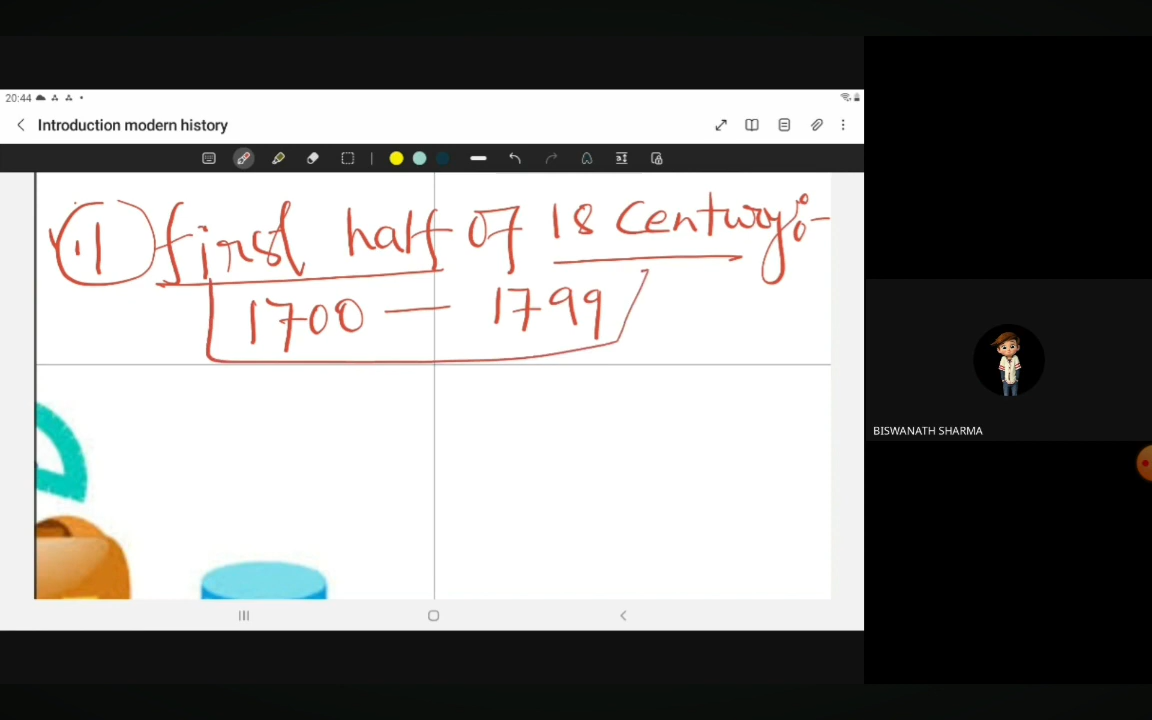 20:44
Introduction modern history
① first half of 18 Century:-
1700 — 1799
BISWANATH SHARMA